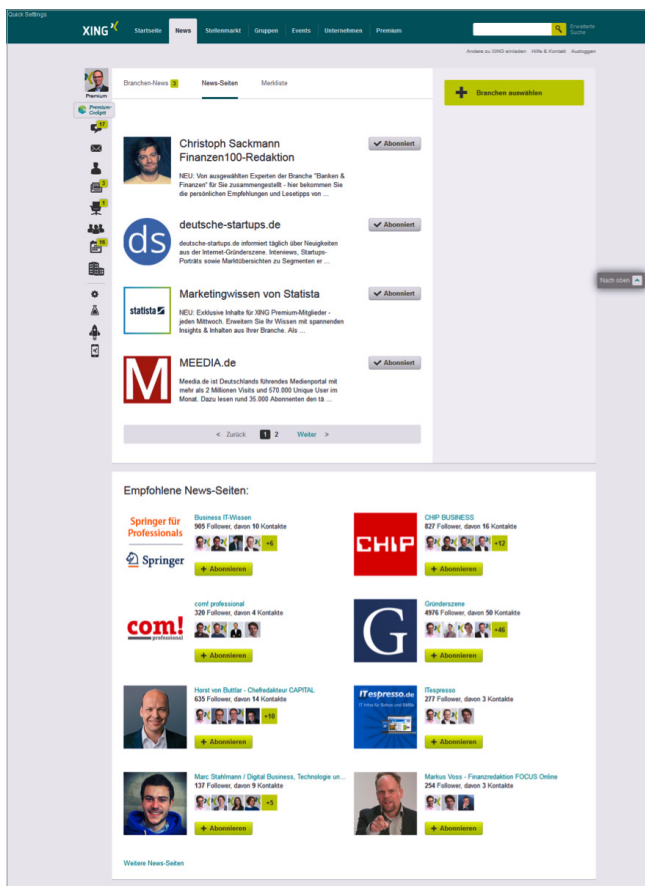 Quick Settings
XING
Startseite News Stellenmarkt Gruppen Events Unternehmen Premium
Erweiterte
Suche
Andere zu XING einladen Hilfe & Kontakt Ausloggen
Premium
Branchen-News 3 News-Seiten Merkliste
Branchen auswählen
Premium-
Cockpit
17
3
1
16
Christoph Sackmann
Finanzen100-Redaktion
Abonniert
NEU: Von ausgewählten Experten der Branche "Banken &
Finanzen" für Sie zusammengestellt - hier bekommen Sie
die persönlichen Empfehlungen und Lesetipps von ...
ds
deutsche-startups.de
Abonniert
deutsche-startups.de informiert täglich über Neuigkeiten
aus der Internet-Gründerszene. Interviews, Startups-
Porträts sowie Marktübersichten zu Segmenten er ...
Nach oben
statista
Marketingwissen von Statista
Abonniert
NEU: Exklusive Inhalte für XING Premium-Mitglieder -
jeden Mittwoch. Erweitern Sie Ihr Wissen mit spannenden
Insights & Inhalten aus Ihrer Branche. Als ...
M
MEEDIA.de
Abonniert
Meedia.de ist Deutschlands führendes Medienportal mit
mehr als 2 Millionen Visits und 570.000 Unique User im
Monat. Dazu lesen rund 35.000 Abonnenten den tä ...
< Zurück 1 2 Weiter >
Empfohlene News-Seiten:
Springer für
Professionals
Springer
Business IT-Wissen
905 Follower, davon 10 Kontakte
+6
+ Abonnieren
CHIP
CHIP BUSINESS
827 Follower, davon 16 Kontakte
+12
+ Abonnieren
com!
professional
com! professional
320 Follower, davon 4 Kontakte
+ Abonnieren
G
Gründerszene
4976 Follower, davon 50 Kontakte
+46
+ Abonnieren
Horst von Buttlar - Chefredakteur CAPITAL
635 Follower, davon 14 Kontakte
+10
+ Abonnieren
ITespresso.de
IT Infos für Bohos und SMBs
ITespresso
277 Follower, davon 3 Kontakte
+ Abonnieren
Marc Stahlmann / Digital Business, Technologie un...
137 Follower, davon 9 Kontakte
+5
+ Abonnieren
Markus Voss - Finanzredaktion FOCUS Online
254 Follower, davon 3 Kontakte
+ Abonnieren
Weitere News-Seiten